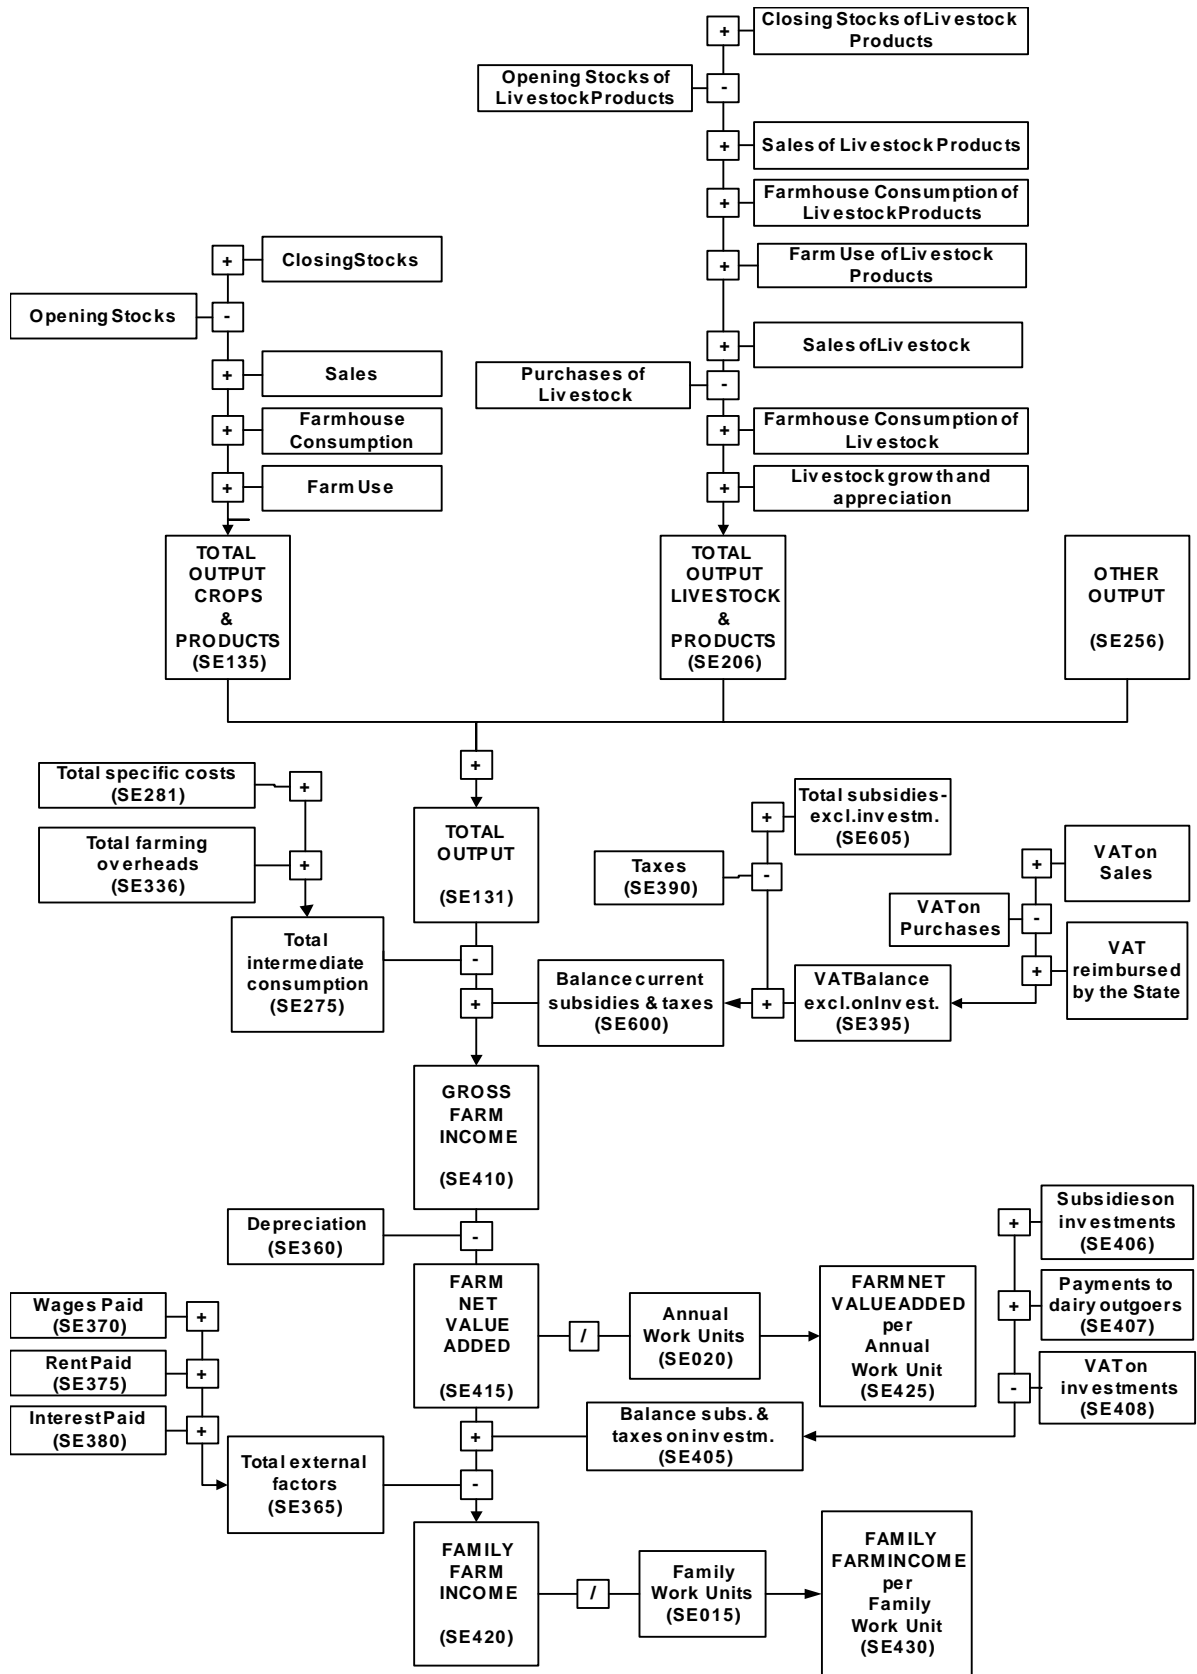 +
Closing Stocks of Livestock
Products
Opening Stocks of
Livestock Products
-
+
Sales of Livestock Products
+
Farmhouse Consumption of
Livestock Products
+
Farm Use of Livestock
Products
+
Closing Stocks
Opening Stocks
-
+
Sales of Livestock
Purchases of
Livestock
-
+
Sales
+
Farmhouse
Consumption
+
Farmhouse Consumption of
Livestock
+
Farm Use
+
Livestock growth and
appreciation
TOTAL
OUTPUT
CROPS
&
PRODUCTS
(SE135)
TOTAL
OUTPUT
LIVESTOCK
&
PRODUCTS
(SE206)
OTHER
OUTPUT
(SE256)
+
Total specific costs
(SE281)
+
Total farming
overheads
(SE336)
+
TOTAL
OUTPUT
(SE131)
+
Total subsidies-
excl.investm.
(SE605)
Taxes
(SE390)
-
+
VAT on
Sales
VAT on
Purchases
-
+
VAT
reimbursed
by the State
Total
intermediate
consumption
(SE275)
-
+
Balance current
subsidies & taxes
(SE600)
+
VAT Balance
excl.on Invest.
(SE395)
GROSS
FARM
INCOME
(SE410)
Depreciation
(SE360)
-
+
Subsidies on
investments
(SE406)
+
Payments to
dairy outgoers
(SE407)
-
VAT on
investments
(SE408)
Wages Paid
(SE370)
+
Rent Paid
(SE375)
+
Interest Paid
(SE380)
+
FARM
NET
VALUE
ADDED
(SE415)
/
Annual
Work Units
(SE020)
FARM NET
VALUE ADDED
per
Annual
Work Unit
(SE425)
+
Balance subs. &
taxes on investm.
(SE405)
Total external
factors
(SE365)
-
FAMILY
FARM
INCOME
(SE420)
/
Family
Work Units
(SE015)
FAMILY
FARM INCOME
per
Family
Work Unit
(SE430)